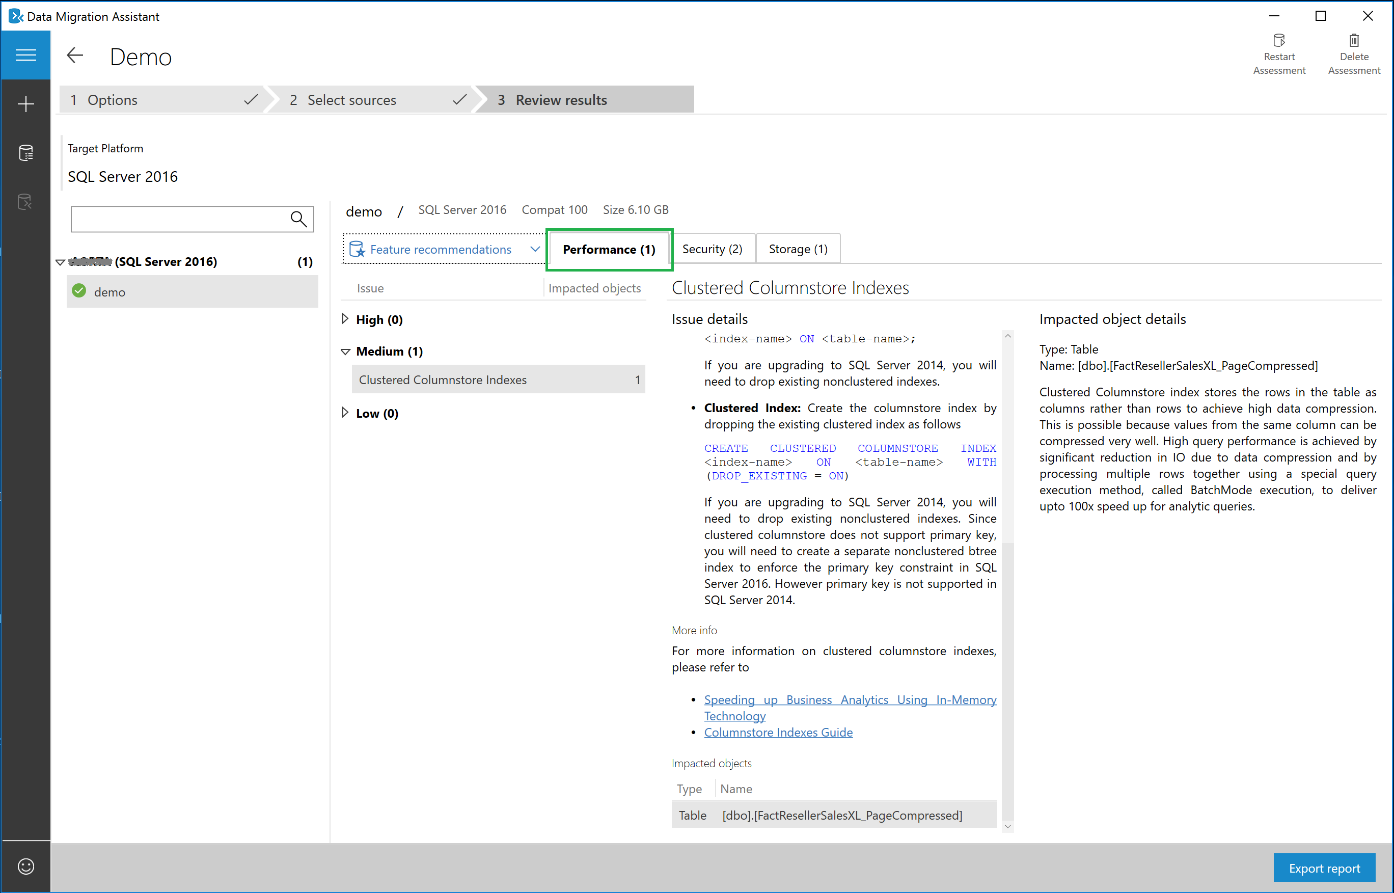 Data Migration Assistant
Demo
Restart
Assessment
Delete
Assessment
1 Options
2 Select sources
3 Review results
Target Platform
SQL Server 2016
demo / SQL Server 2016 Compat 100 Size 6.10 GB
Feature recommendations
Performance (1)
Security (2)
Storage (1)
(SQL Server 2016) (1)
demo
Issue Impacted objects
High (0)
Medium (1)
Clustered Columnstore Indexes 1
Low (0)
Clustered Columnstore Indexes
Issue details
<index-name> ON <table-name>;
If you are upgrading to SQL Server 2014, you will
need to drop existing nonclustered indexes.
• Clustered Index: Create the columnstore index by
dropping the existing clustered index as follows
CREATE CLUSTERED COLUMNSTORE INDEX
<index-name> ON <table-name> WITH
(DROP_EXISTING = ON)
If you are upgrading to SQL Server 2014, you will
need to drop existing nonclustered indexes. Since
clustered columnstore does not support primary key,
you will need to create a separate nonclustered btree
index to enforce the primary key constraint in SQL
Server 2016. However primary key is not supported in
SQL Server 2014.
More info
For more information on clustered columnstore indexes,
please refer to
• Speeding up Business Analytics Using In-Memory
Technology
• Columnstore Indexes Guide
Impacted objects
Type Name
Table [dbo].[FactResellerSalesXL_PageCompressed]
Impacted object details
Type: Table
Name: [dbo].[FactResellerSalesXL_PageCompressed]
Clustered Columnstore index stores the rows in the table as
columns rather than rows to achieve high data compression.
This is possible because values from the same column can be
compressed very well. High query performance is achieved by
significant reduction in IO due to data compression and by
processing multiple rows together using a special query
execution method, called BatchMode execution, to deliver
upto 100x speed up for analytic queries.
Export report